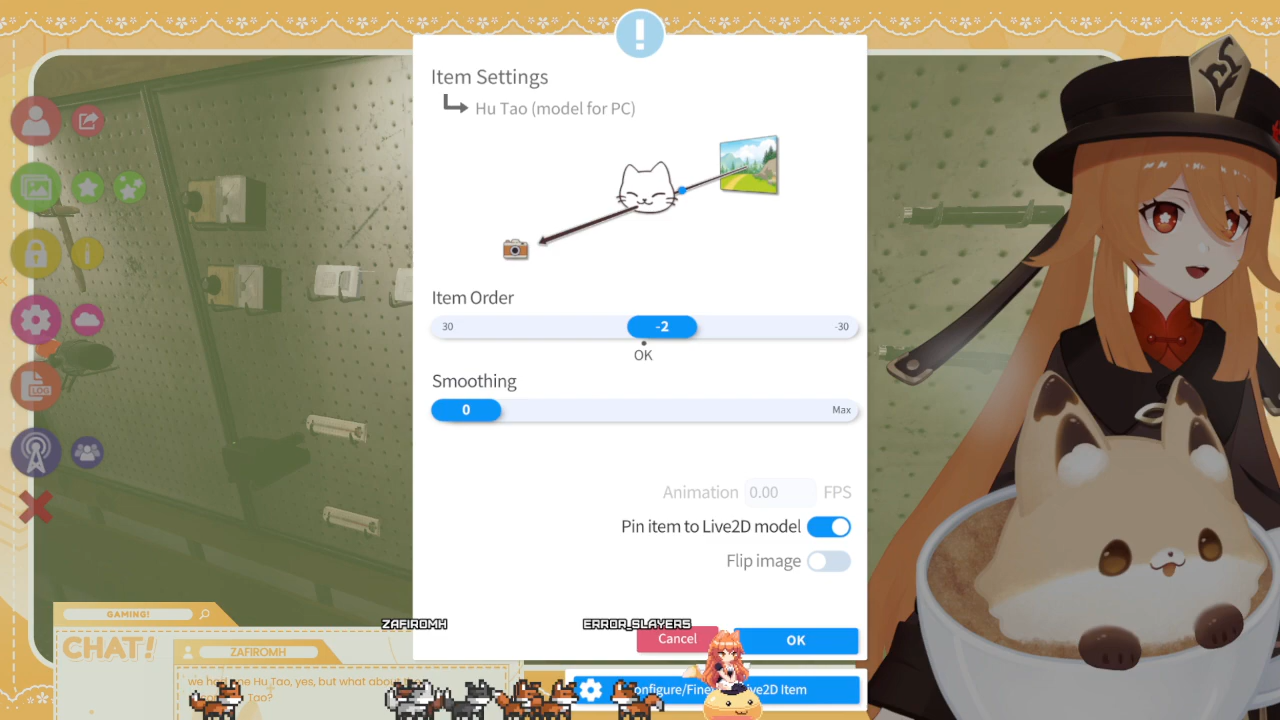 Item Settings
Hu Tao (model for PC)
Item Order
30
-2
-30
OK
Smoothing
0
Max
Animation 0.00 FPS
Pin item to Live2D model
Flip image
ZAFIROMH
ERROR_SLAYERS
Cancel
OK
LOG
GAMING!
CHAT!
ZAFIROMH
Hu Tao, yes, but what about
Tao?